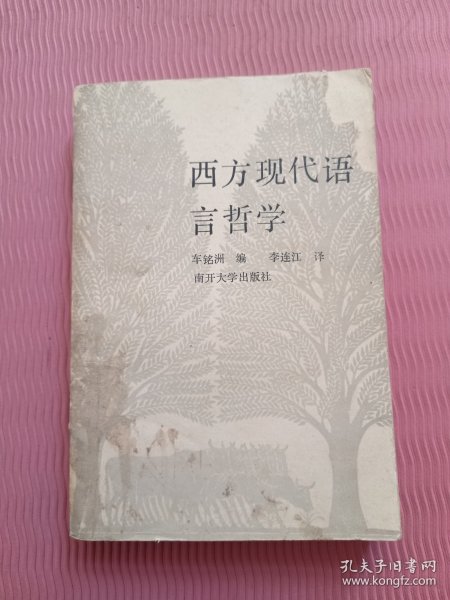 西方现代语
言哲学
车铭洲 编 李连江 译
南开大学出版社
孔夫子旧书网
www.kongfz.com